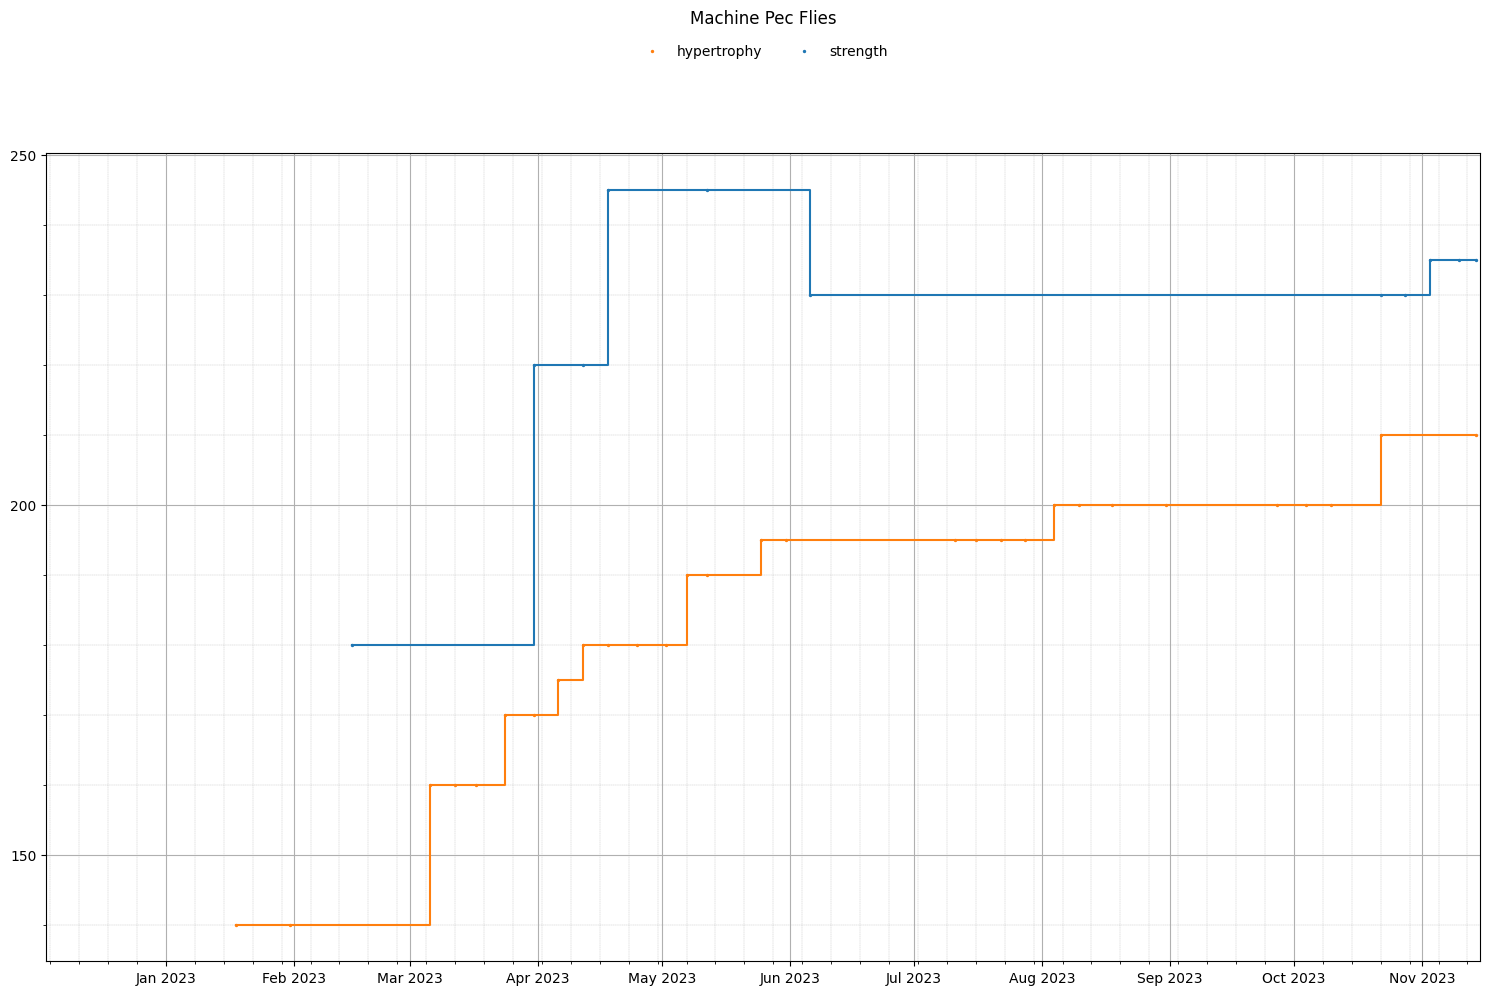 Machine Pec Flies
hypertrophy strength
250
200
150
Jan 2023 Feb 2023 Mar 2023 Apr 2023 May 2023 Jun 2023 Jul 2023 Aug 2023 Sep 2023 Oct 2023 Nov 2023